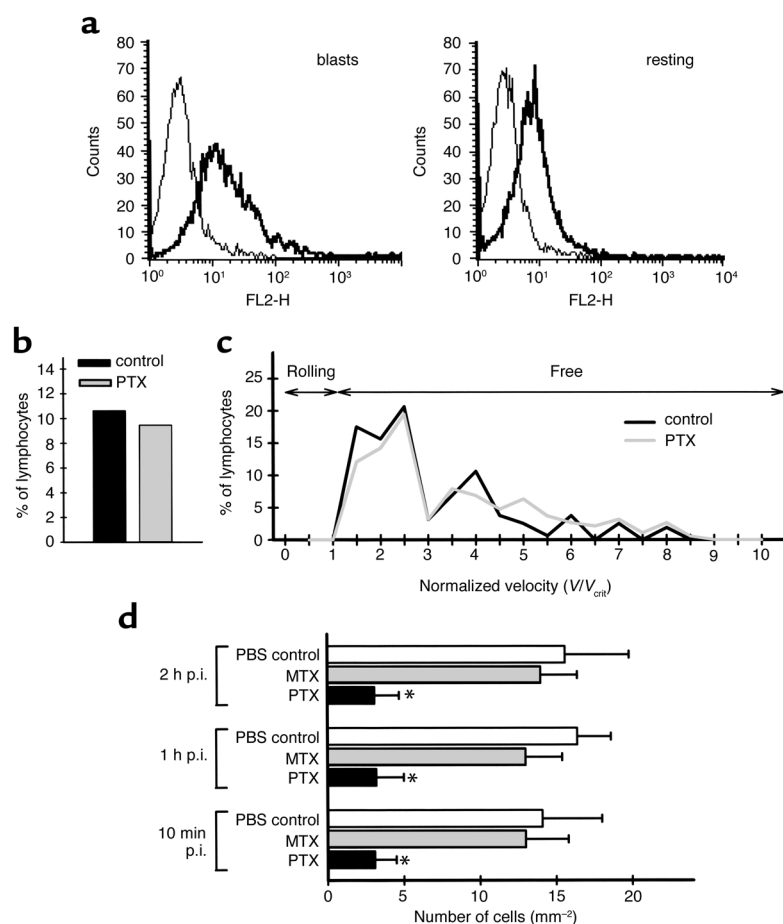 a
blasts
80
70
60
50
40
30
20
10
0
Counts
10⁰ 10¹ 10² 10³
FL2-H
resting
80
70
60
50
40
30
20
10
0
Counts
10⁰ 10¹ 10² 10³ 10⁴
FL2-H
b
control
PTX
14
12
10
8
6
4
2
0
% of lymphocytes
c
Rolling Free
25
20
15
10
5
0
% of lymphocytes
control
PTX
0 1 2 3 4 5 6 7 8 9 10
Normalized velocity (V/Vcrit)
d
2 h p.i.
PBS control
MTX
PTX *
1 h p.i.
PBS control
MTX
PTX *
10 min
p.i.
PBS control
MTX
PTX *
0 5 10 15 20
Number of cells (mm⁻²)